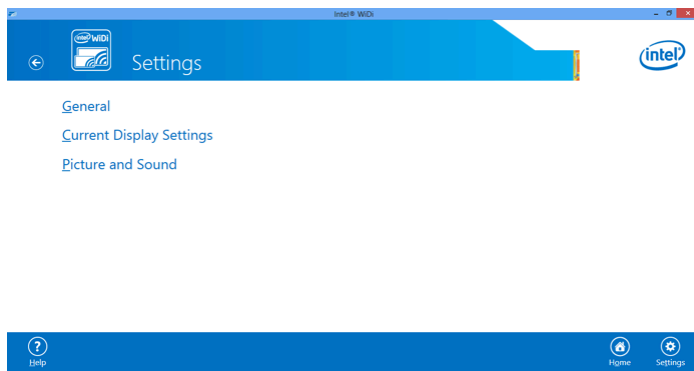 Intel® WiDi
intel WiDi
Settings
intel
General
Current Display Settings
Picture and Sound
Help
Home
Settings